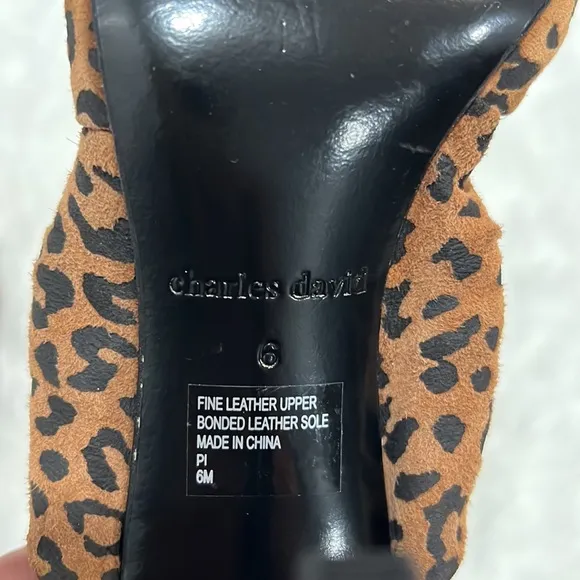 charles david
6
FINE LEATHER UPPER
BONDED LEATHER SOLE
MADE IN CHINA
PI
6M